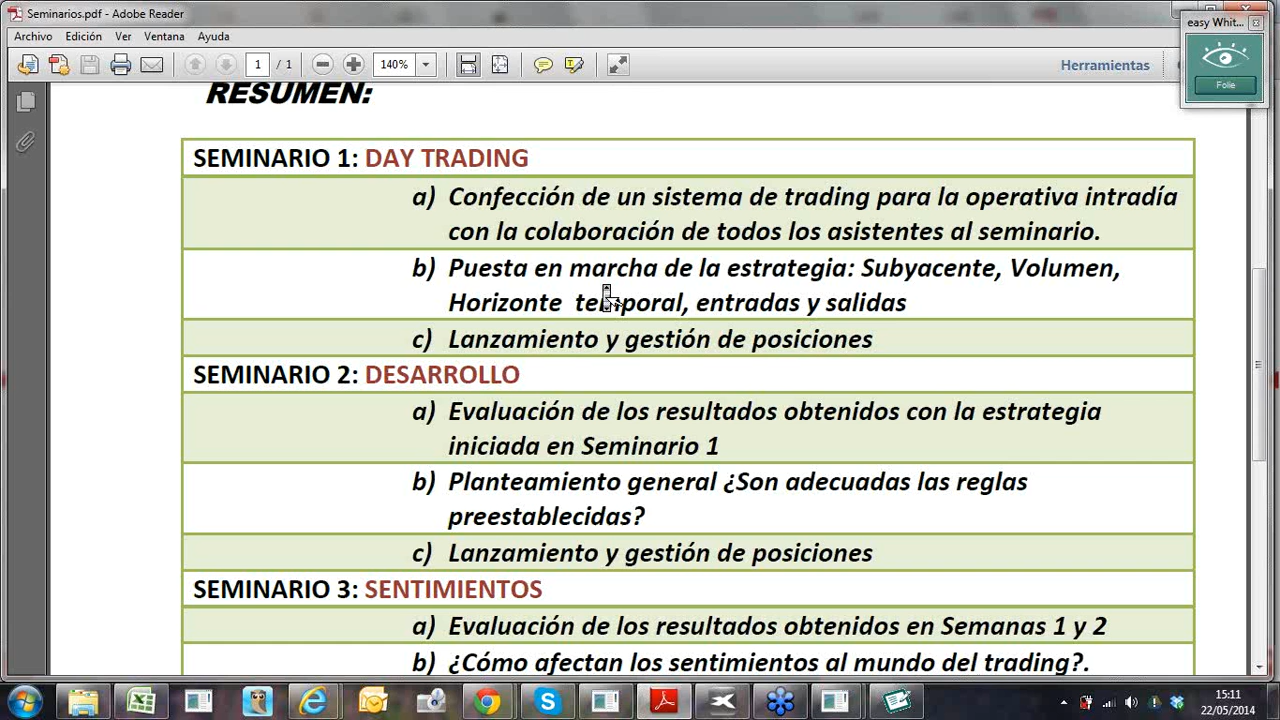 Seminarios.pdf - Adobe Reader
easy Whit...
Archivo Edición Ver Ventana Ayuda
1 / 1 140% Herramientas
Folie
RESUMEN:
SEMINARIO 1: DAY TRADING
a) Confección de un sistema de trading para la operativa intradía
con la colaboración de todos los asistentes al seminario.
b) Puesta en marcha de la estrategia: Subyacente, Volumen,
Horizonte temporal, entradas y salidas
c) Lanzamiento y gestión de posiciones
SEMINARIO 2: DESARROLLO
a) Evaluación de los resultados obtenidos con la estrategia
iniciada en Seminario 1
b) Planteamiento general ¿Son adecuadas las reglas
preestablecidas?
c) Lanzamiento y gestión de posiciones
SEMINARIO 3: SENTIMIENTOS
a) Evaluación de los resultados obtenidos en Semanas 1 y 2
b) ¿Cómo afectan los sentimientos al mundo del trading?.
15:11
22/05/2014